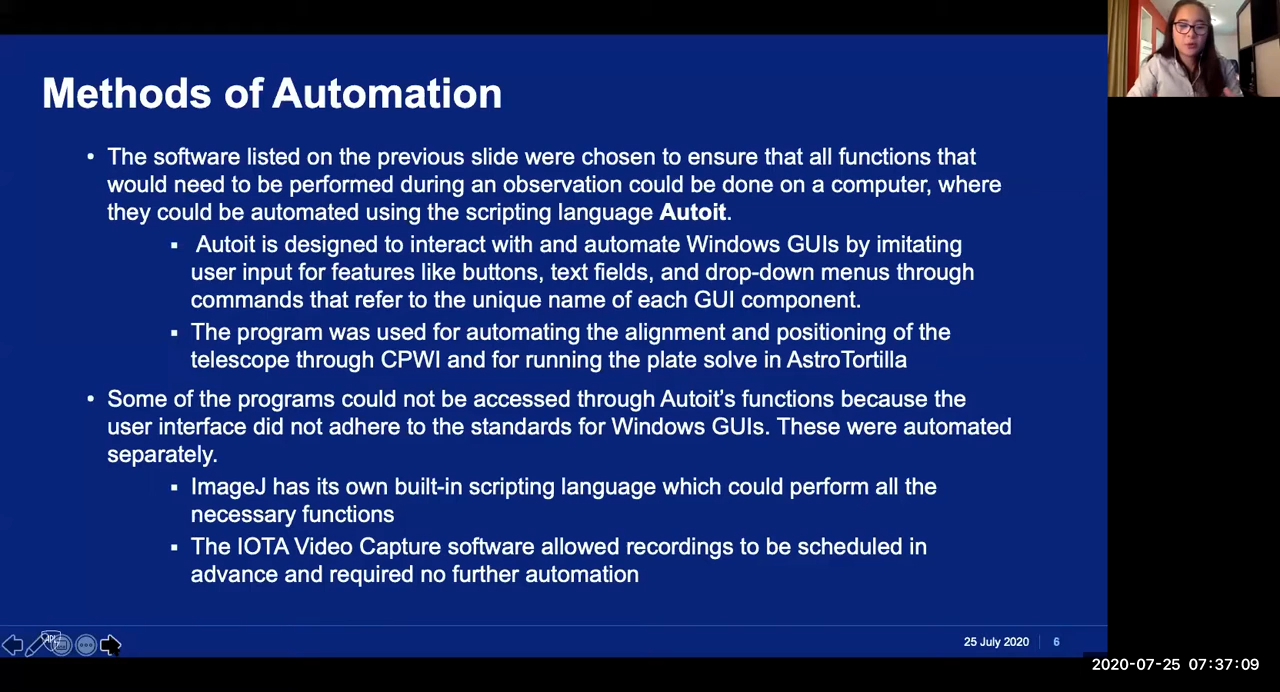 Methods of Automation
• The software listed on the previous slide were chosen to ensure that all functions that
would need to be performed during an observation could be done on a computer, where
they could be automated using the scripting language Autoit.
▪ Autoit is designed to interact with and automate Windows GUIs by imitating
user input for features like buttons, text fields, and drop-down menus through
commands that refer to the unique name of each GUI component.
▪ The program was used for automating the alignment and positioning of the
telescope through CPWI and for running the plate solve in AstroTortilla
• Some of the programs could not be accessed through Autoit’s functions because the
user interface did not adhere to the standards for Windows GUIs. These were automated
separately.
▪ ImageJ has its own built-in scripting language which could perform all the
necessary functions
▪ The IOTA Video Capture software allowed recordings to be scheduled in
advance and required no further automation
APL
25 July 2020 6
2020-07-25 07:37:09